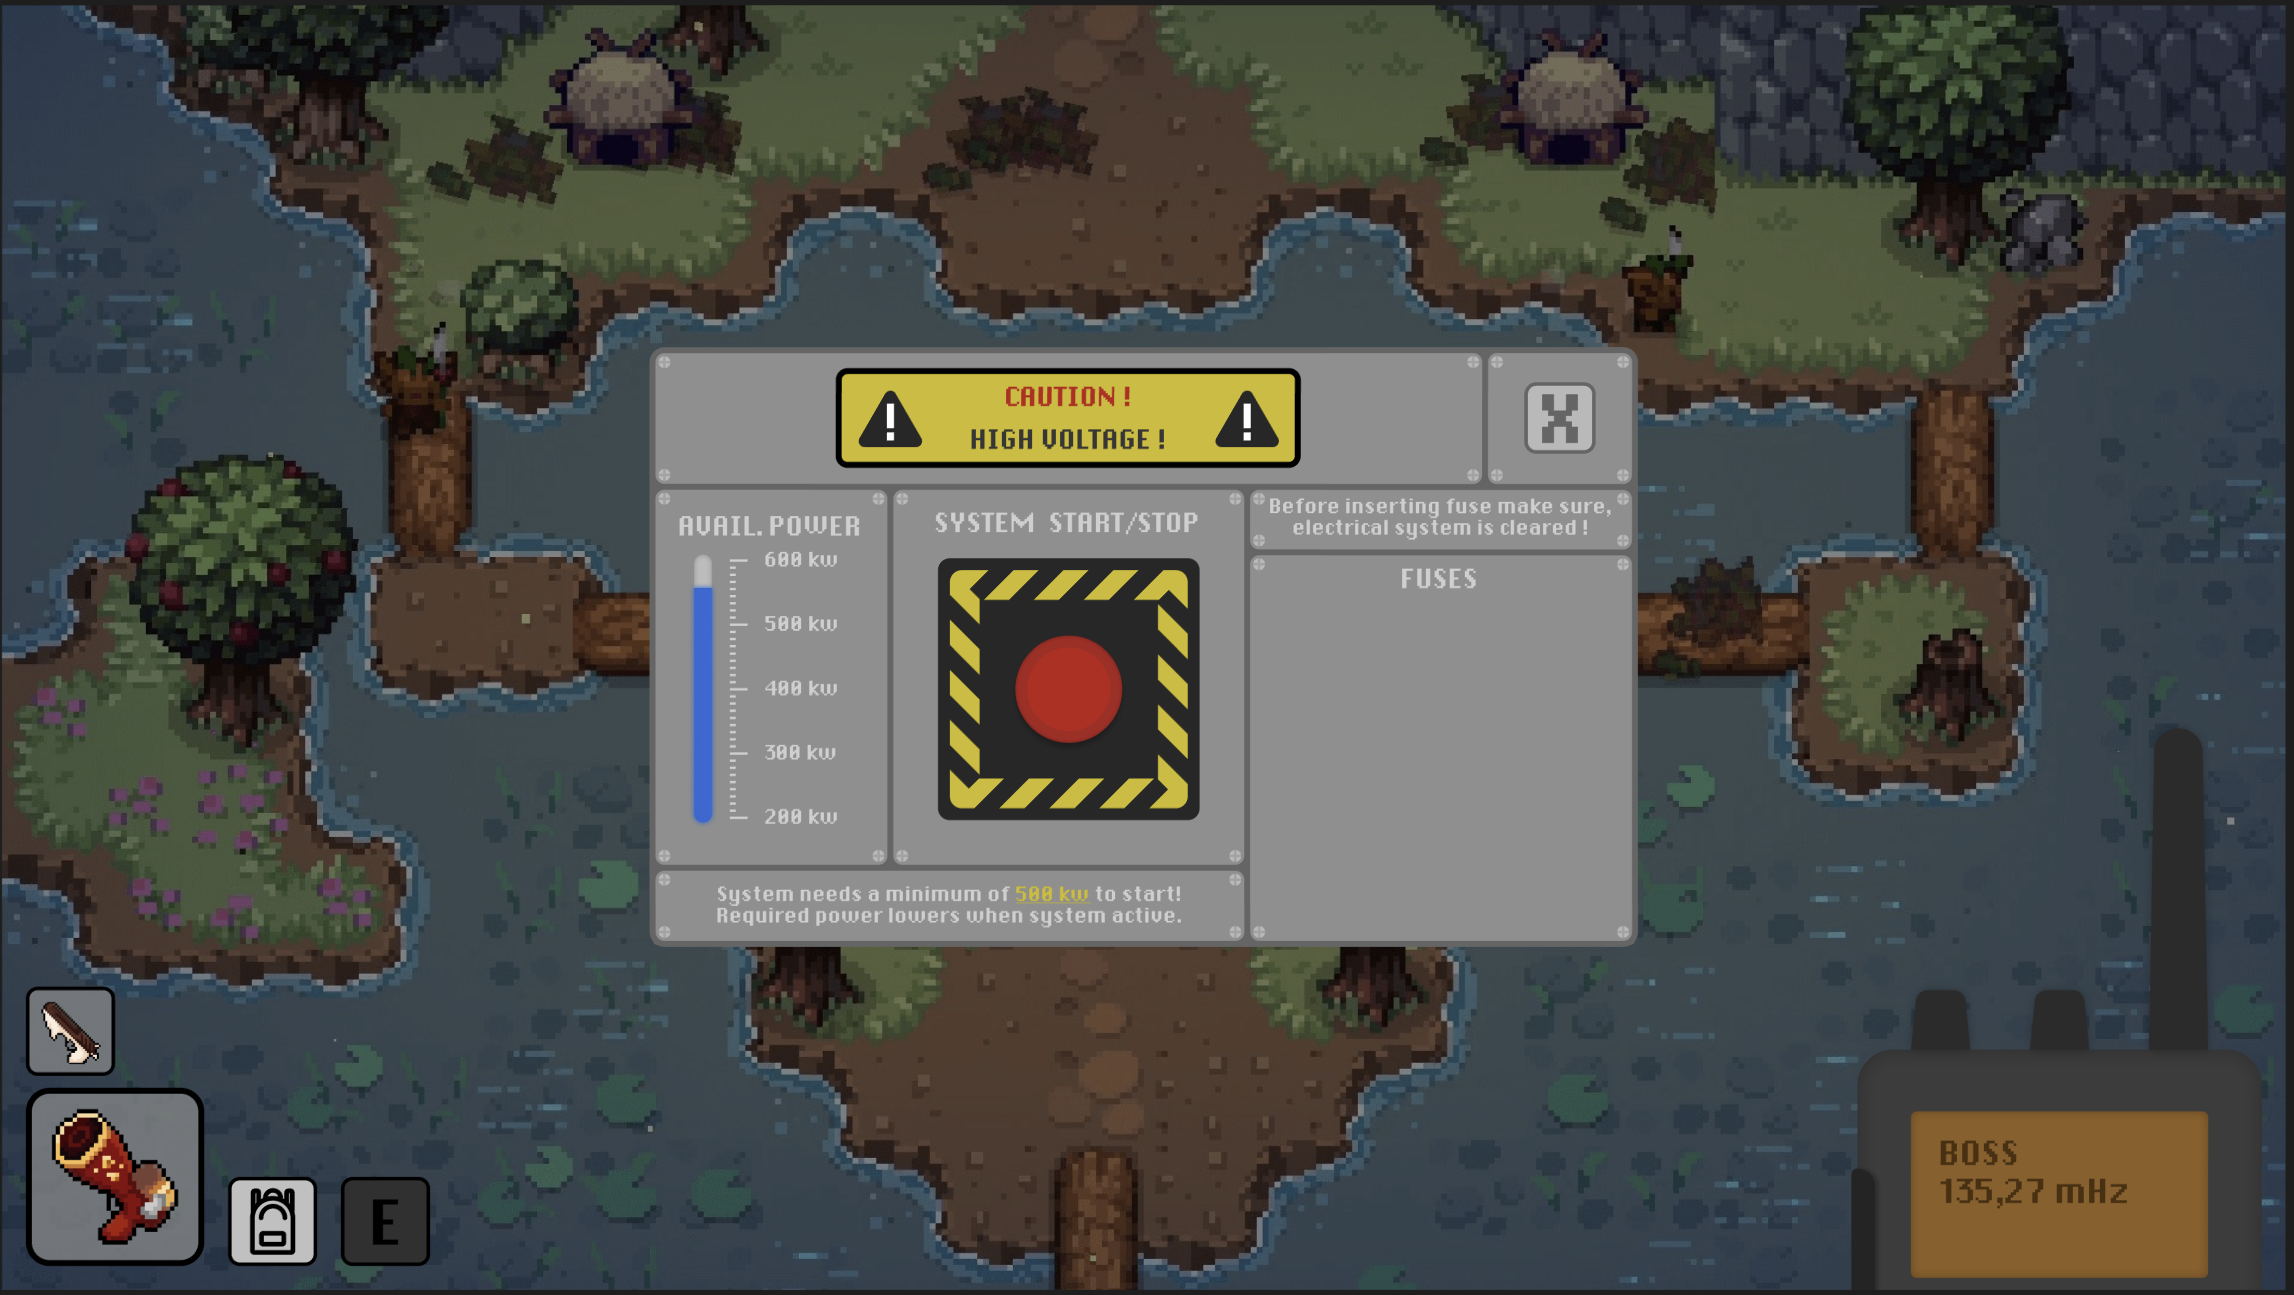 CAUTION !
HIGH VOLTAGE !
X
AVAIL. POWER
600 kw
500 kw
400 kw
300 kw
200 kw
SYSTEM START/STOP
Before inserting fuse make sure,
electrical system is cleared !
FUSES
System needs a minimum of 500 kw to start!
Required power lowers when system active.
E
BOSS
135,27 mHz